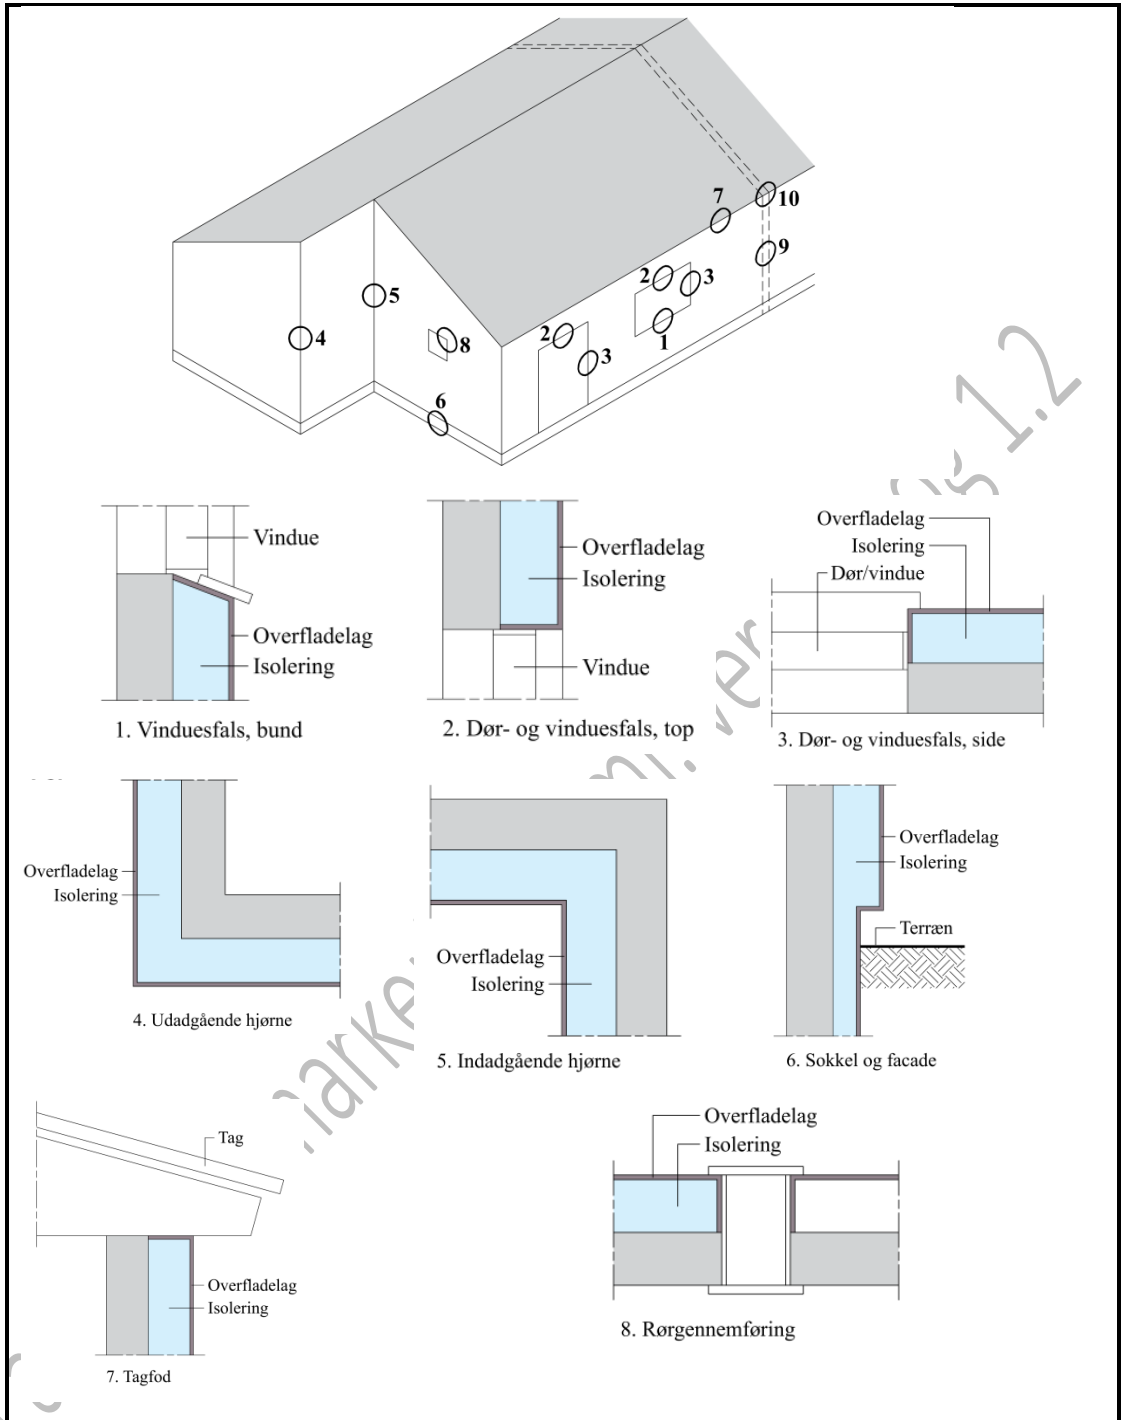 7
10
9
2
3
5
2
3
1
4
8
6
Vindue
Overfladelag
Isolering
1. Vinduesfals, bund
Overfladelag
Isolering
Vindue
2. Dør- og vinduesfals, top
Overfladelag
Isolering
Dør/vindue
3. Dør- og vinduesfals, side
Overfladelag
Isolering
4. Udadgående hjørne
Overfladelag
Isolering
5. Indadgående hjørne
Overfladelag
Isolering
Terræn
6. Sokkel og facade
Tag
Overfladelag
Isolering
7. Tagfod
Overfladelag
Isolering
8. Rørgennemføring
1.2